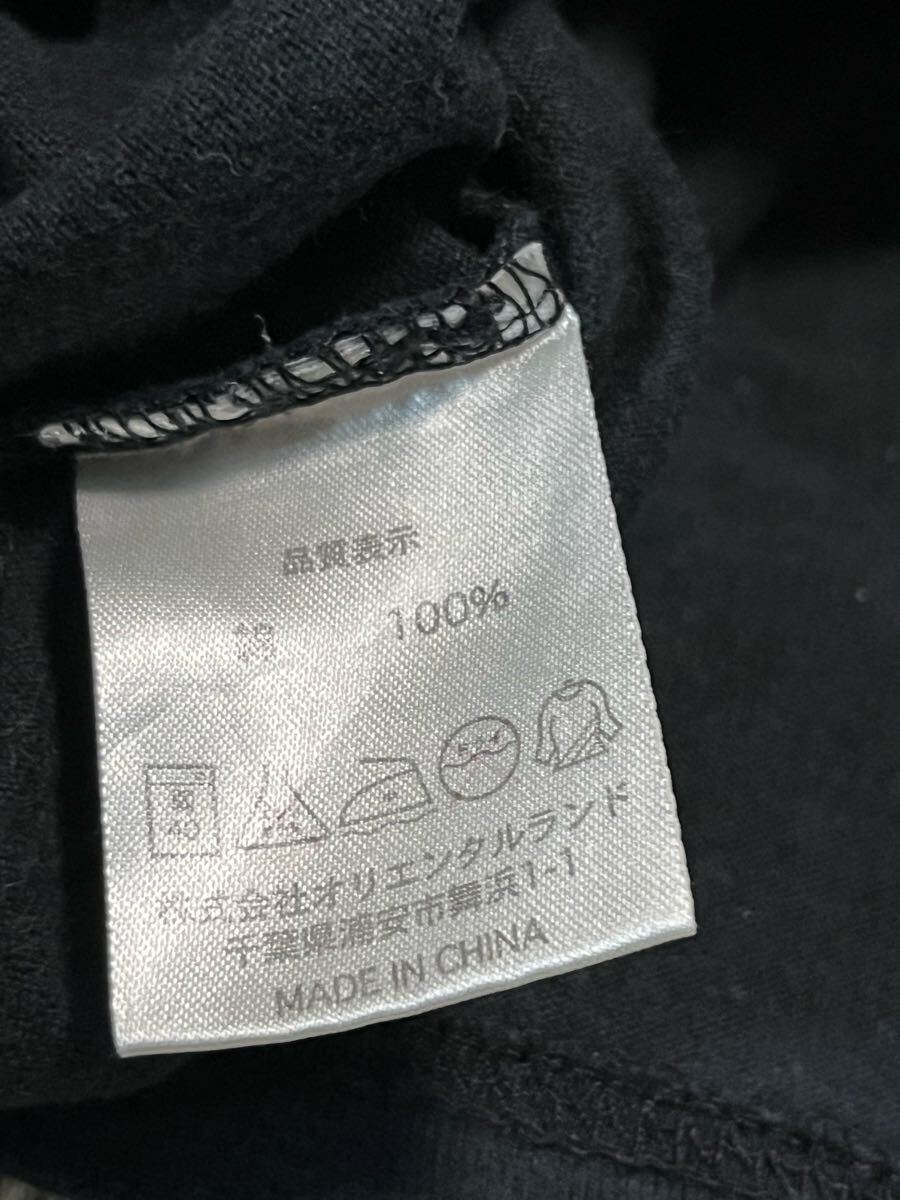 品質表示
綿 100%
40
株式会社オリエンタルランド
千葉県浦安市舞浜1-1
MADE IN CHINA